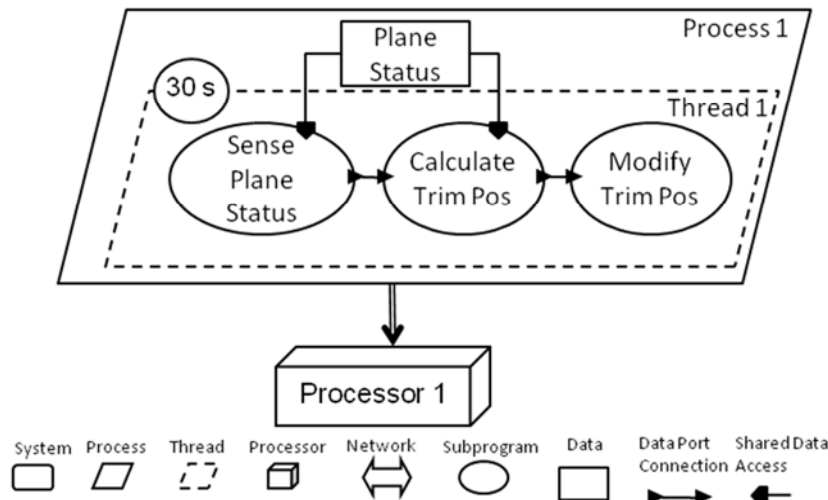 Process 1
Plane
Status
30 s
Thread 1
Sense
Plane
Status
Calculate
Trim Pos
Modify
Trim Pos
Processor 1
System
Process
Thread
Processor
Network
Subprogram
Data
Data Port
Connection
Shared Data
Access